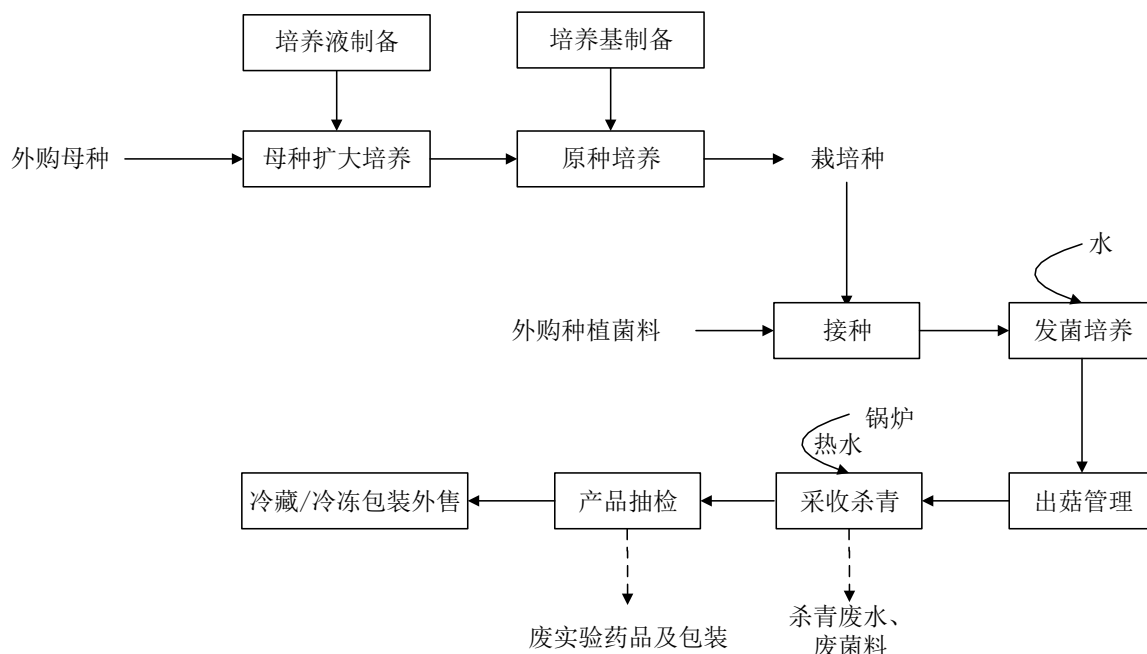 培养液制备
培养基制备
外购母种
母种扩大培养
原种培养
栽培种
水
外购种植菌料
接种
发菌培养
锅炉
热水
冷藏/冷冻包装外售
产品抽检
采收杀青
出菇管理
废实验药品及包装
杀青废水、
废菌料